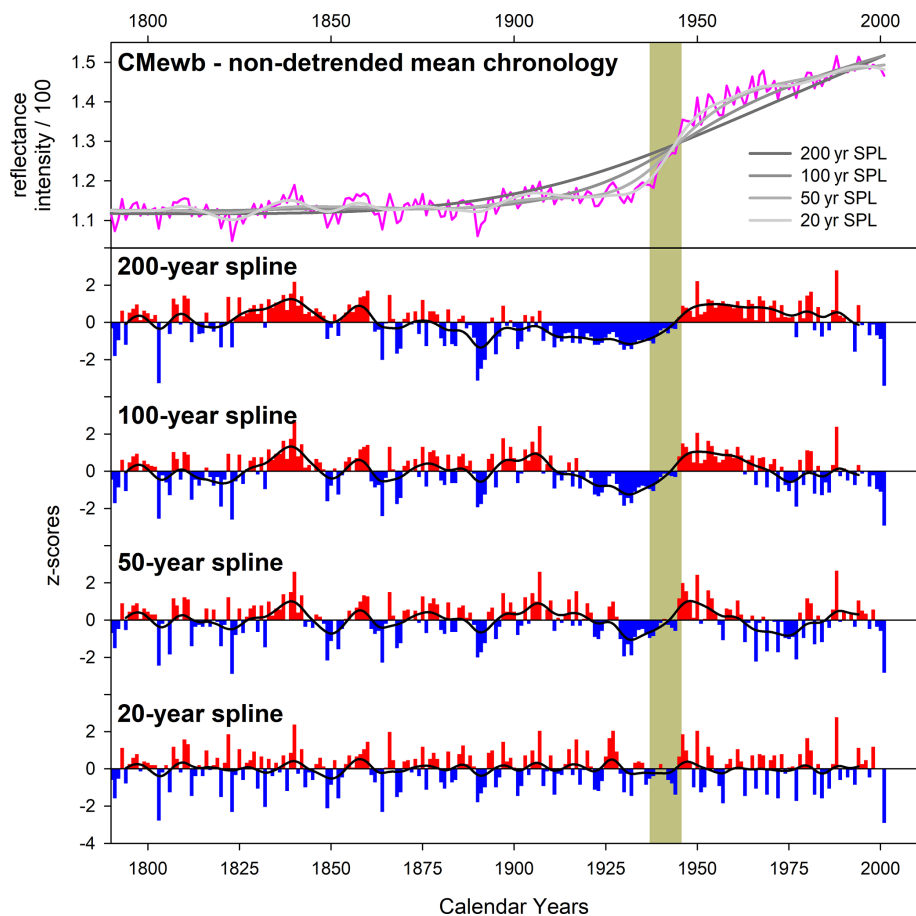 1800 1850 1900 1950 2000
CMewb - non-detrended mean chronology
reflectance
intensity / 100
1.5
1.4
1.3
1.2
1.1
200 yr SPL
100 yr SPL
50 yr SPL
20 yr SPL
z-scores
200-year spline
2
0
-2
100-year spline
2
0
-2
50-year spline
2
0
-2
20-year spline
2
0
-2
-4
1800 1825 1850 1875 1900 1925 1950 1975 2000
Calendar Years